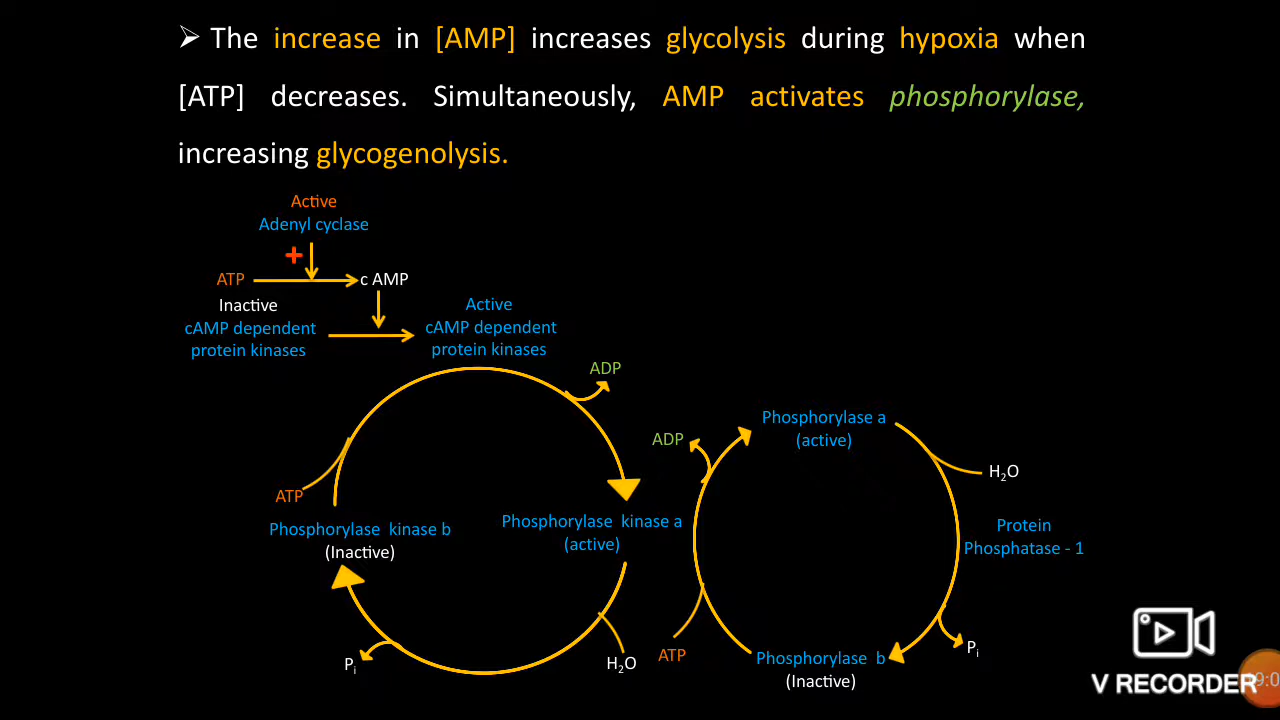 ➢ The increase in [AMP] increases glycolysis during hypoxia when
[ATP] decreases. Simultaneously, AMP activates phosphorylase,
increasing glycogenolysis.
Active
Adenyl cyclase
+
ATP
c AMP
Inactive
cAMP dependent
protein kinases
Active
cAMP dependent
protein kinases
ADP
ATP
Phosphorylase kinase b
(Inactive)
Phosphorylase kinase a
(active)
Pi
H2O
ADP
Phosphorylase a
(active)
H2O
Protein
Phosphatase - 1
ATP
Phosphorylase b
(Inactive)
Pi
V RECORDER